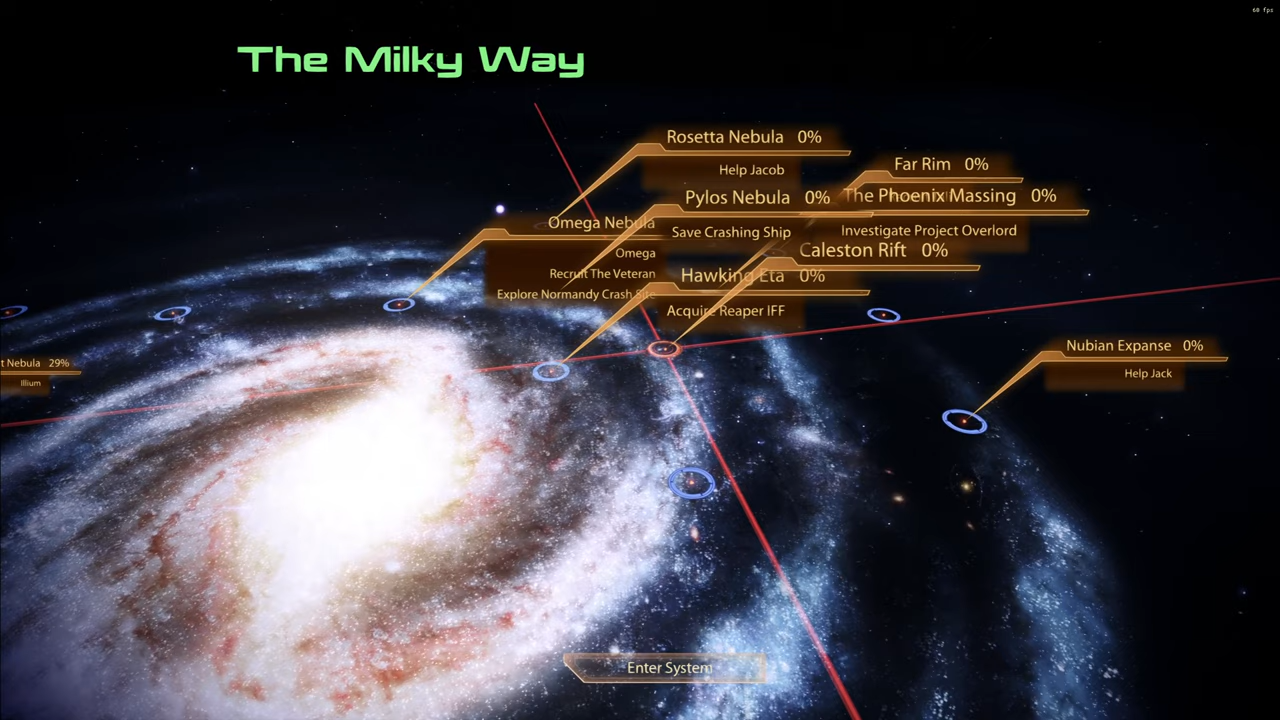 60 fps
The Milky Way
Rosetta Nebula 0%
Help Jacob
Far Rim 0%
Pylos Nebula 0%
Save Crashing Ship
The Phoenix Massing 0%
Investigate Project Overlord
Omega Nebula
Omega
Recruit The Veteran
Explore Normandy Crash Site
Caleston Rift 0%
Hawking Eta 0%
Acquire Reaper IFF
Nubian Expanse 0%
Help Jack
t Nebula 29%
Illium
Enter System